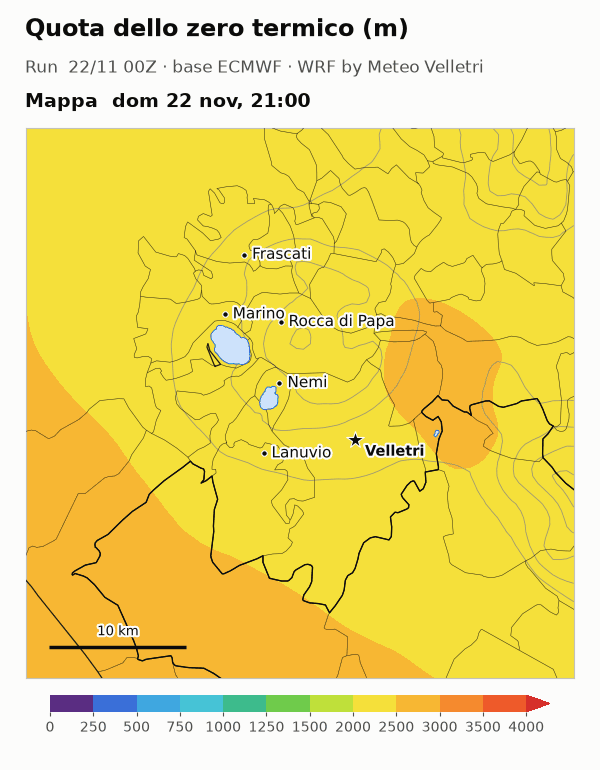 Quota dello zero termico (m)
Run  22/11 00Z · base ECMWF · WRF by Meteo Velletri
Mappa  dom 22 nov, 21:00
Frascati
Marino
Rocca di Papa
Nemi
Velletri
Lanuvio
10 km
0 250 500 750 1000 1250 1500 2000 2500 3000 3500 4000